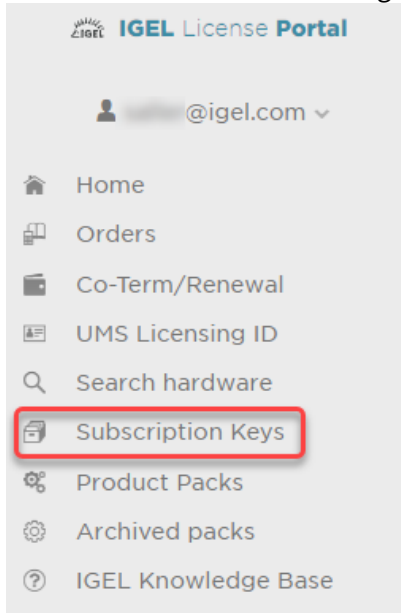 IGEL IGEL License Portal
@igel.com
Home
Orders
Co-Term/Renewal
UMS Licensing ID
Search hardware
Subscription Keys
Product Packs
Archived packs
IGEL Knowledge Base